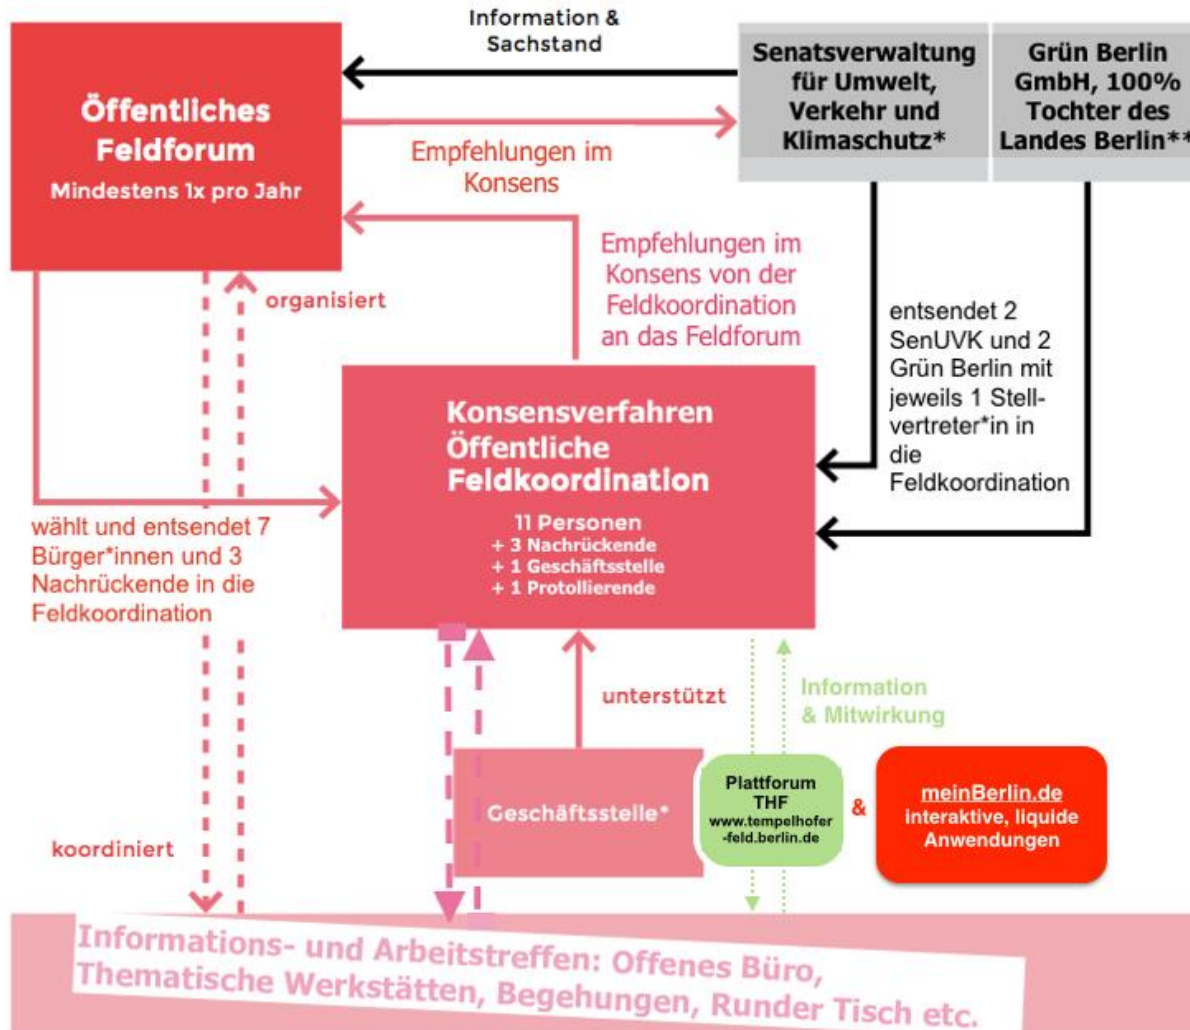 Information &
Sachstand
Öffentliches
Feldforum
Mindestens 1x pro Jahr
Senatsverwaltung
für Umwelt,
Verkehr und
Klimaschutz*
Grün Berlin
GmbH, 100%
Tochter des
Landes Berlin**
Empfehlungen im
Konsens
organisiert
Empfehlungen im
Konsens von der
Feldkoordination
an das Feldforum
entsendet 2
SenUVK und 2
Grün Berlin mit
jeweils 1 Stell-
vertreter*in in
die
Feldkoordination
Konsensverfahren
Öffentliche
Feldkoordination
11 Personen
+ 3 Nachrückende
+ 1 Geschäftsstelle
+ 1 Protollierende
wählt und entsendet 7
Bürger*innen und 3
Nachrückende in die
Feldkoordination
unterstützt
Information
& Mitwirkung
Geschäftsstelle*
Plattforum
THF
www.tempelhofer
-feld.berlin.de
&
meinBerlin.de
interaktive, liquide
Anwendungen
koordiniert
Informations- und Arbeitstreffen: Offenes Büro,
Thematische Werkstätten, Begehungen, Runder Tisch etc.